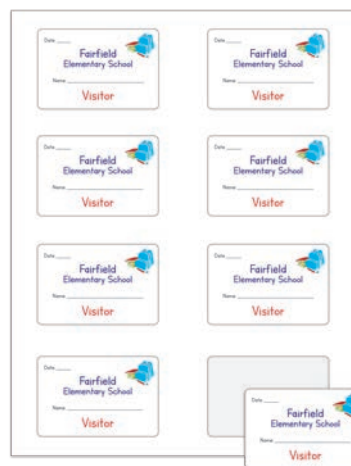 Date
Fairfield
Elementary School
Name
Visitor
Date
Fairfield
Elementary School
Name
Visitor
Date
Fairfield
Elementary School
Name
Visitor
Date
Fairfield
Elementary School
Name
Visitor
Date
Fairfield
Elementary School
Name
Visitor
Date
Fairfield
Elementary School
Name
Visitor
Date
Fairfield
Elementary School
Name
Visitor
Date
Fairfield
Elementary School
Name
Visitor